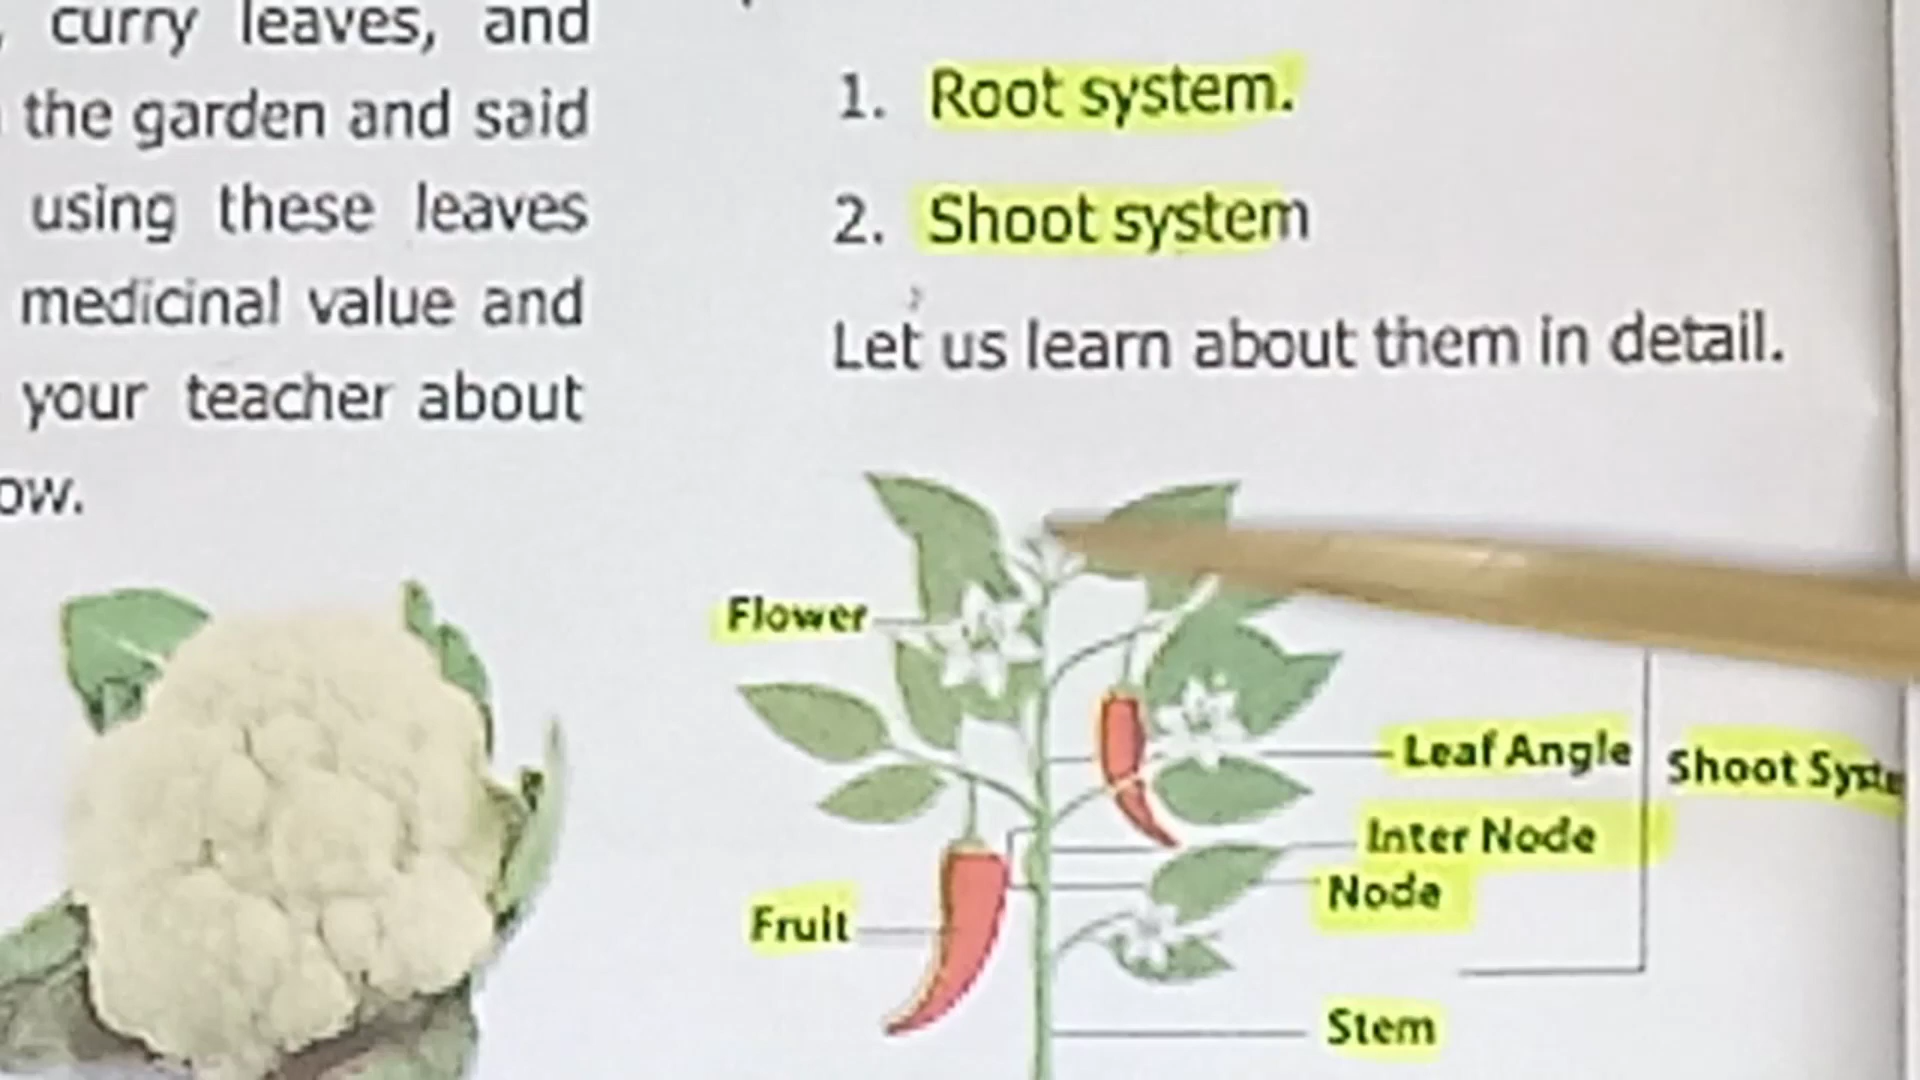 , curry leaves, and
the garden and said
using these leaves
medicinal value and
your teacher about
ow.
1. Root system.
2. Shoot system
Let us learn about them in detail.
Flower
Leaf Angle
Shoot Syste
Inter Node
Node
Fruit
Stem